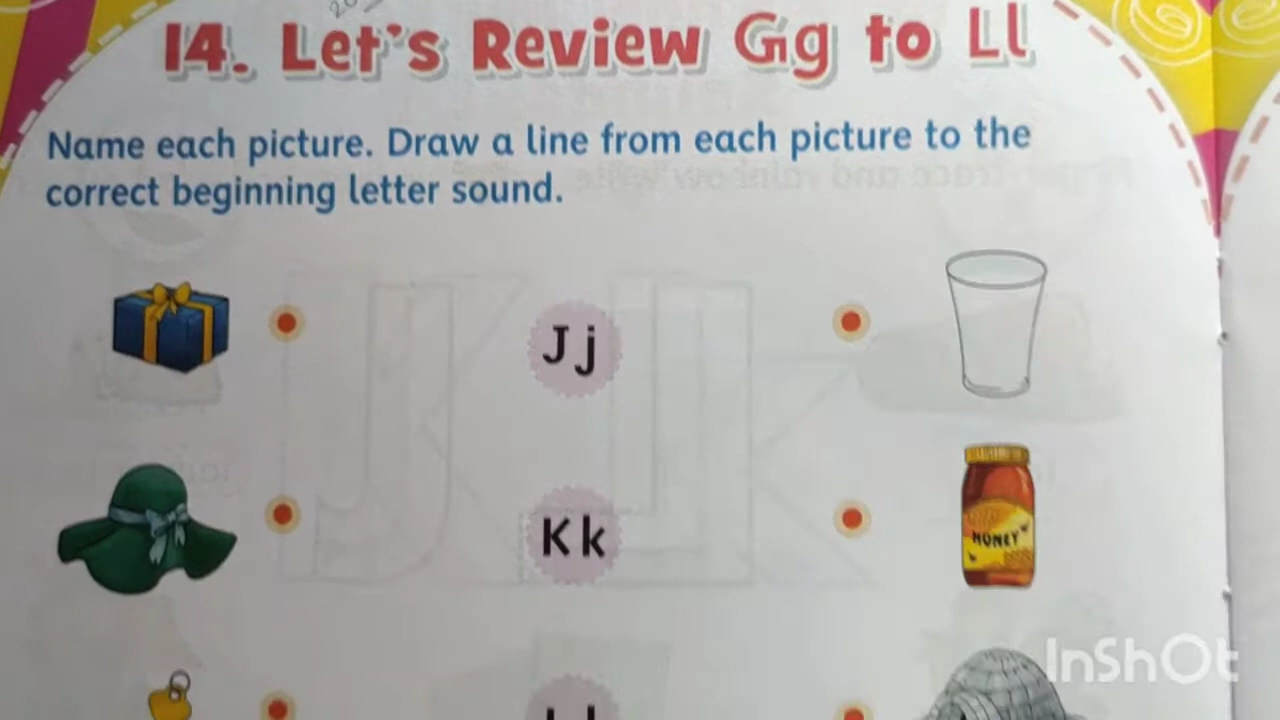 14. Let's Review Gg to Ll
Name each picture. Draw a line from each picture to the
correct beginning letter sound.
Jj
Kk
HONEY
InShOt